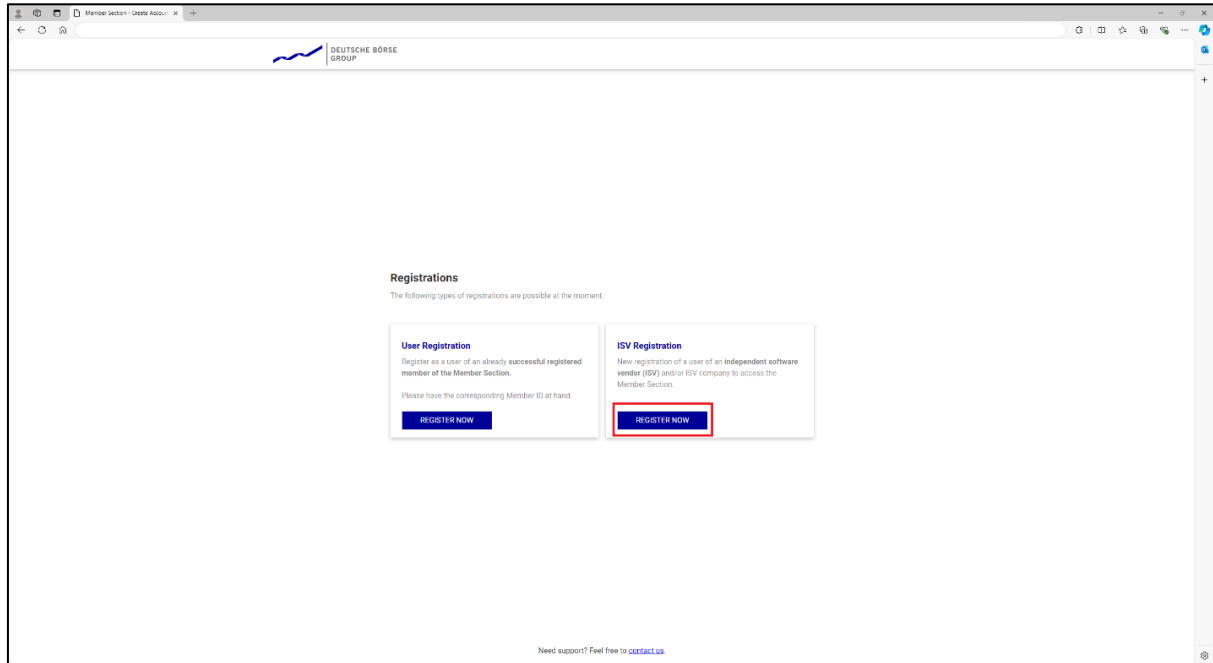 Member Section - Create Accoun
DEUTSCHE BÖRSE
GROUP
Registrations
The following types of registrations are possible at the moment:
User Registration
Register as a user of an already successful registered
member of the Member Section.
Please have the corresponding Member ID at hand.
REGISTER NOW
ISV Registration
New registration of a user of an independent software
vendor (ISV) and/or ISV company to access the
Member Section.
REGISTER NOW
Need support? Feel free to contact us.